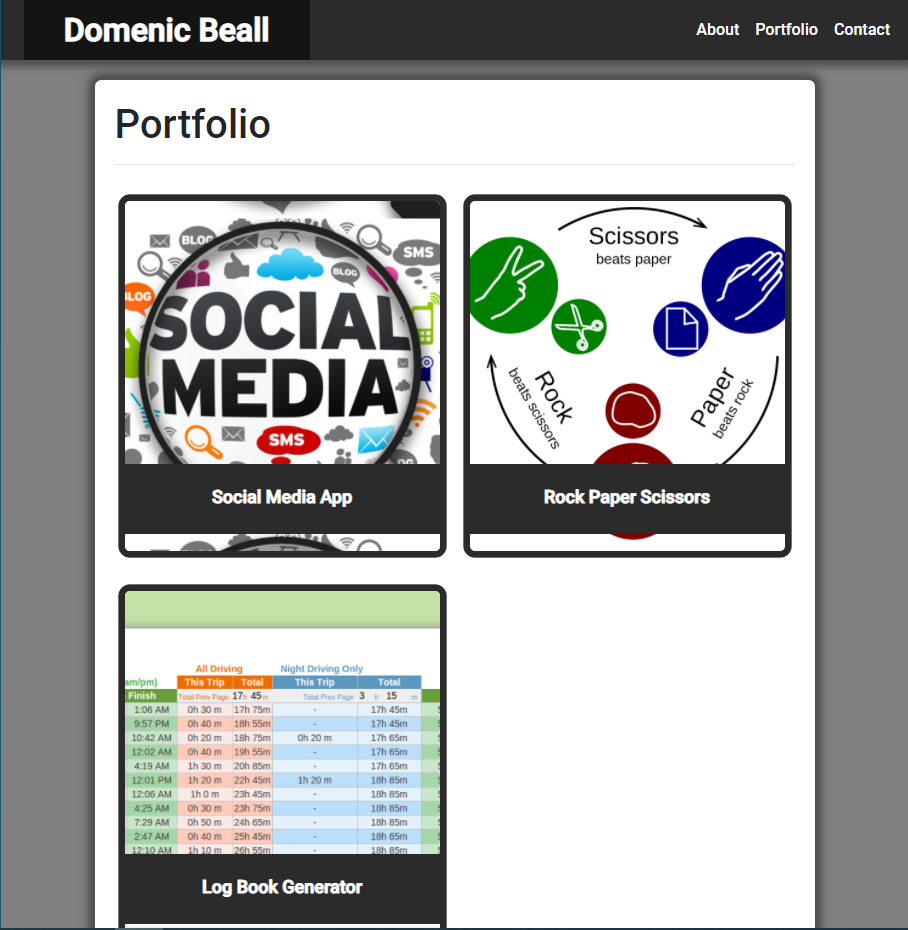 Domenic Beall
About Portfolio Contact
Portfolio
BLOG
SMS
BLOG
BLOG
SOCIAL
MEDIA
SMS
Social Media App
Scissors
beats paper
Rock
beats scissors
Paper
beats rock
Rock Paper Scissors
All Driving Night Driving Only
am/pm) This Trip Total This Trip Total
Finish Total Prev Page 17h 45m Total Prev Page 3 h 15 m
1:06 AM 0h 30 m 17h 75m - 17h 45m
9:57 PM 0h 40 m 18h 55m - 17h 45m
10:42 AM 0h 20 m 18h 75m 0h 20 m 17h 65m
12:02 AM 0h 40 m 19h 55m - 17h 65m
4:19 AM 1h 30 m 20h 85m - 17h 65m
12:01 PM 1h 20 m 22h 45m 1h 20 m 18h 85m
12:06 AM 1h 0 m 23h 45m - 18h 85m
4:25 AM 0h 30 m 23h 75m - 18h 85m
7:29 AM 0h 50 m 24h 65m - 18h 85m
2:47 AM 0h 40 m 25h 45m - 18h 85m
12:10 AM 1h 10 m 26h 55m - 18h 85m
Log Book Generator